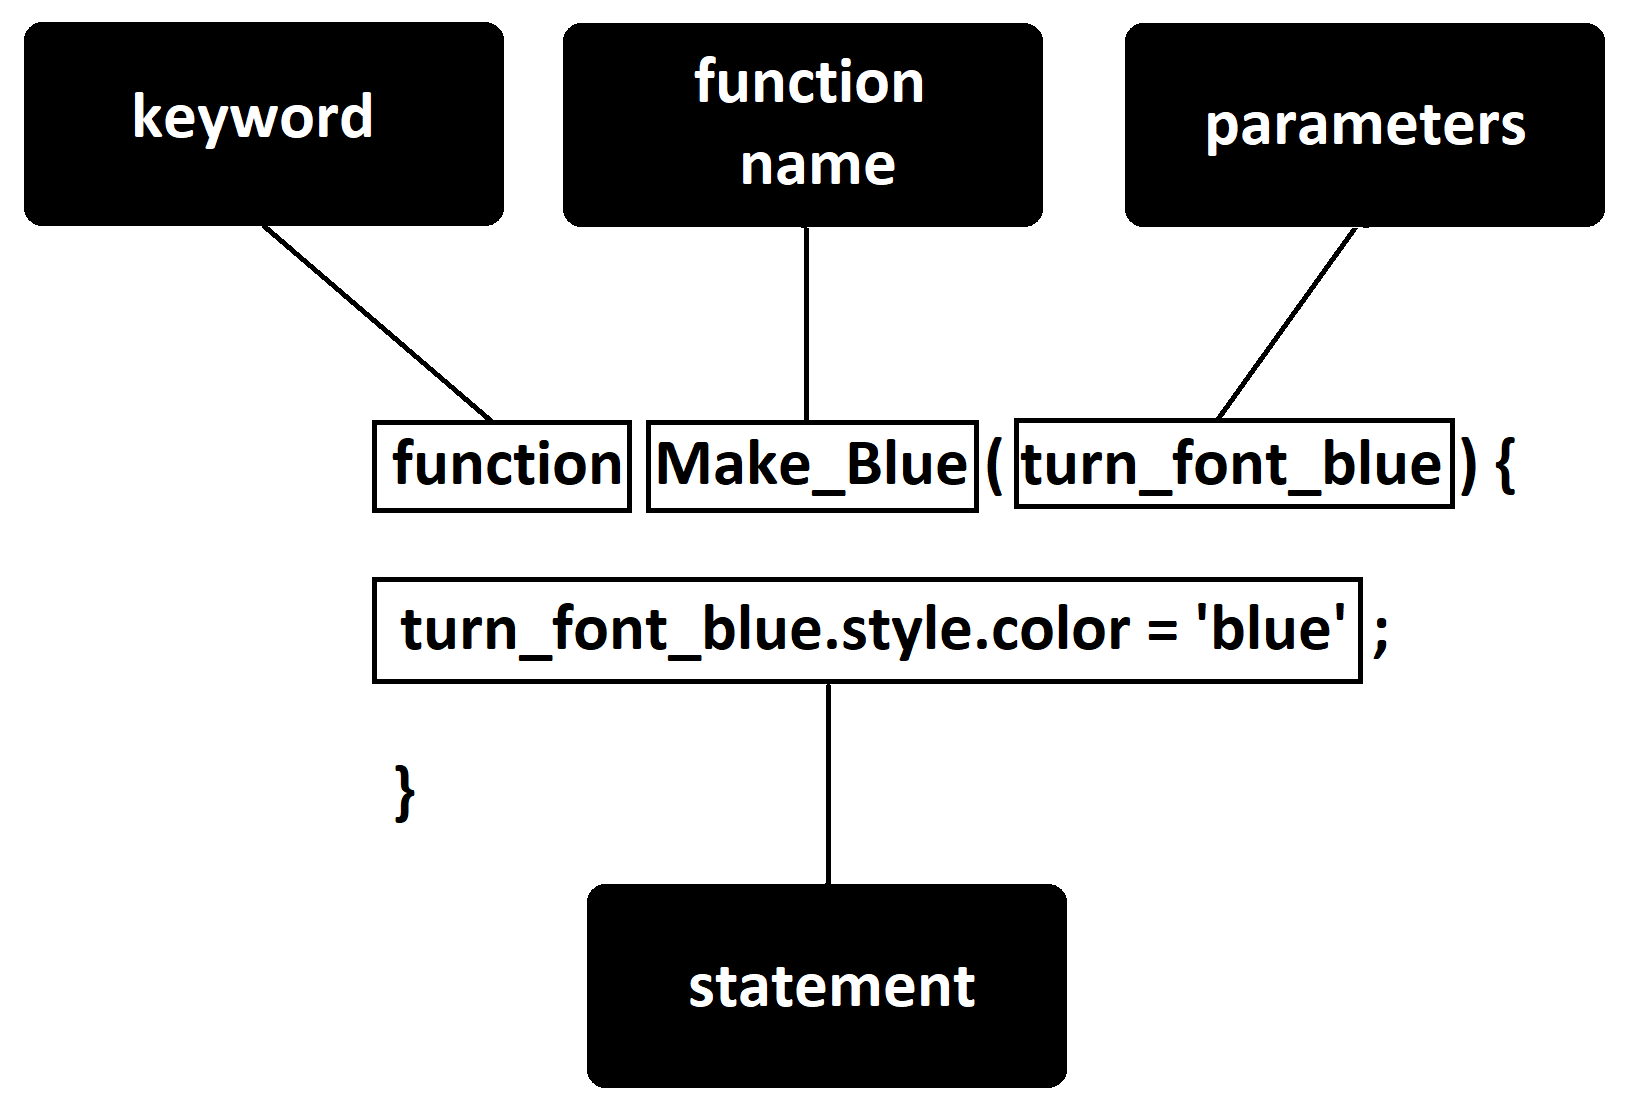 keyword
function
name
parameters
function Make_Blue ( turn_font_blue ) {
turn_font_blue.style.color = 'blue' ;
}
statement